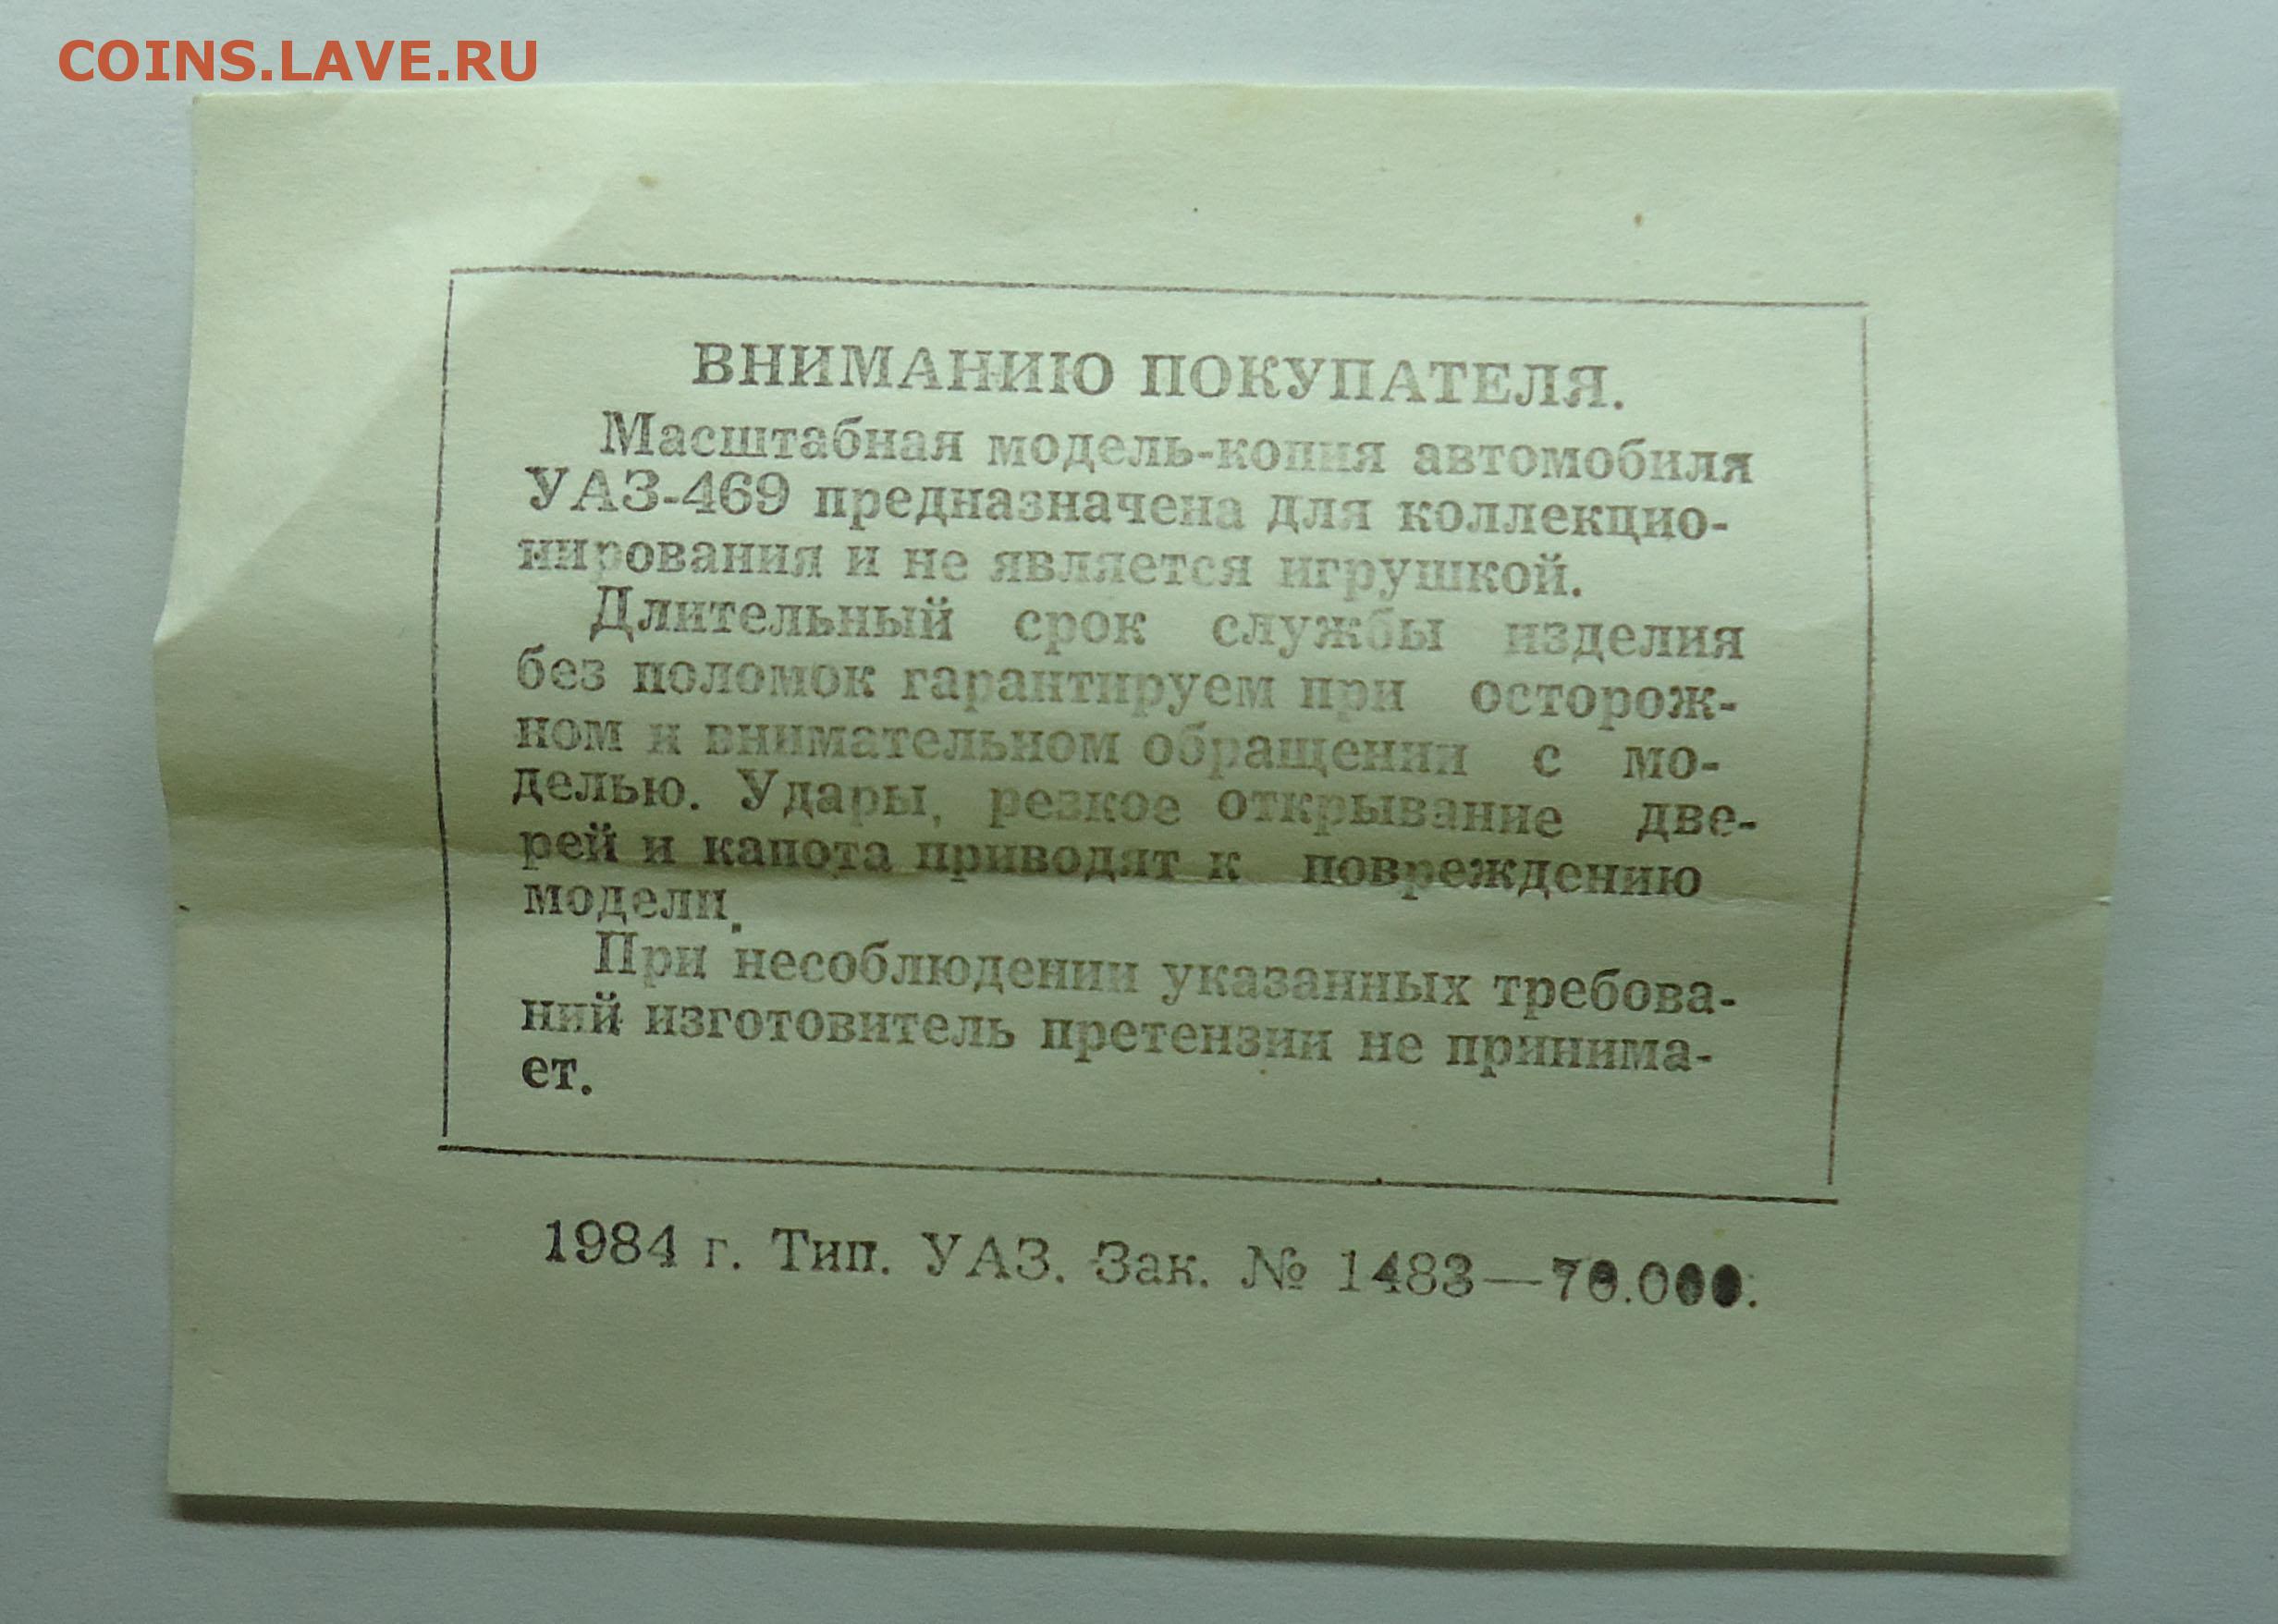 COINS.LAVE.RU
ВНИМАНИЮ ПОКУПАТЕЛЯ.
Масштабная модель-копия автомобиля
УАЗ-469 предназначена для коллекцио-
нирования и не является игрушкой.
Длительный срок службы изделия
без поломок гарантируем при осторож-
ном и внимательном обращении с мо-
делью. Удары, резкое открывание две-
рей и капота приводят к повреждению
модели.
При несоблюдении указанных требова-
ний изготовитель претензии не принима-
ет.
1984 г. Тип. УАЗ. Зак. № 1483—70.000.